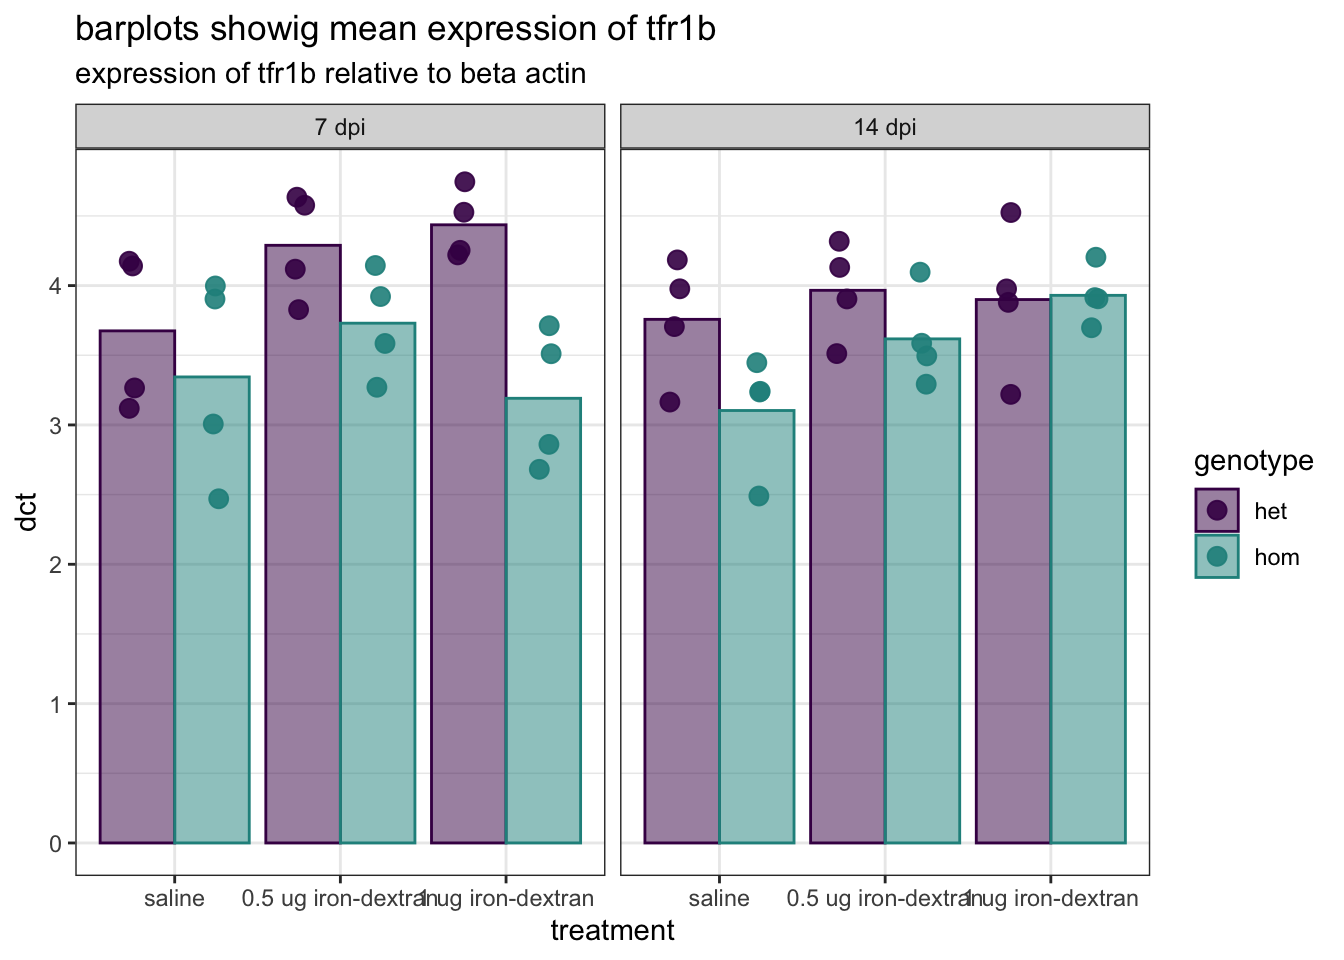 barplots showig mean expression of tfr1b
expression of tfr1b relative to beta actin
7 dpi
14 dpi
dct
4
3
2
1
0
saline
0.5 ug iron-dextran
1 ug iron-dextran
saline
0.5 ug iron-dextran
1 ug iron-dextran
treatment
genotype
het
hom